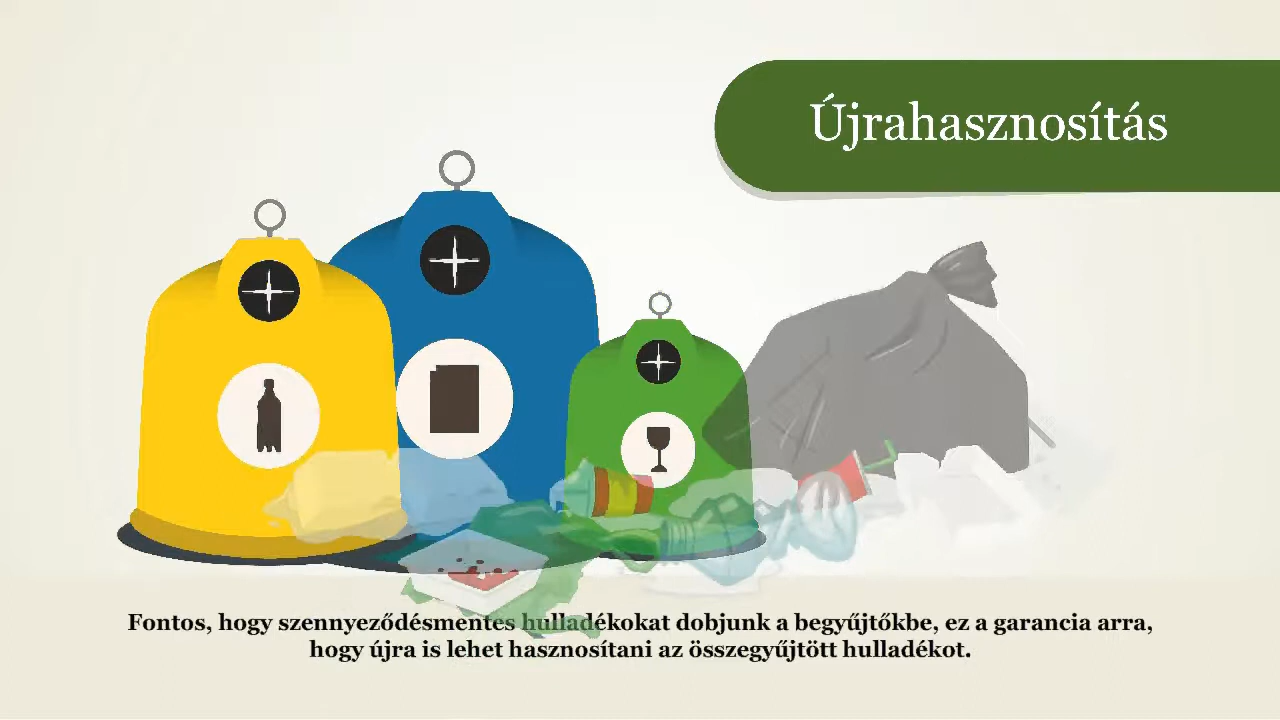 Újrahasznosítás
Fontos, hogy szennyeződésmentes hulladékokat dobjunk a begyűjtőkbe, ez a garancia arra,
hogy újra is lehet hasznosítani az összegyűjtött hulladékot.